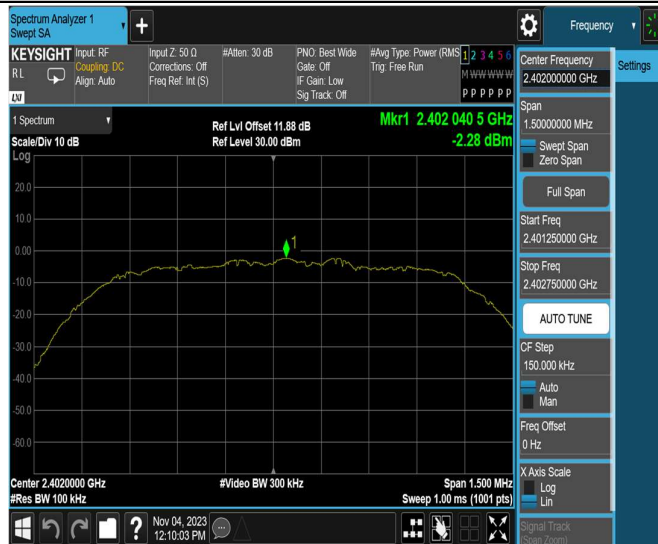 Spectrum Analyzer 1
Swept SA
Frequency
KEYSIGHT
RL
LXI
Input: RF
Coupling: DC
Align: Auto
Input Z: 50 Ω
Corrections: Off
Freq Ref: Int (S)
#Atten: 30 dB
PNO: Best Wide
Gate: Off
IF Gain: Low
Sig Track: Off
#Avg Type: Power (RMS
Trig: Free Run
1 2 3 4 5 6
M W W W W W
P P P P P P
1 Spectrum
Scale/Div 10 dB
Ref Lvl Offset 11.88 dB
Ref Level 30.00 dBm
Mkr1 2.402 040 5 GHz
-2.28 dBm
Log
20.0
10.0
0.00
-10.0
-20.0
-30.0
-40.0
-50.0
-60.0
1
Center 2.4020000 GHz
#Res BW 100 kHz
#Video BW 300 kHz
Span 1.500 MHz
Sweep 1.00 ms (1001 pts)
Nov 04, 2023
12:10:03 PM
Center Frequency
2.402000000 GHz
Settings
Span
1.50000000 MHz
Swept Span
Zero Span
Full Span
Start Freq
2.401250000 GHz
Stop Freq
2.402750000 GHz
AUTO TUNE
CF Step
150.000 kHz
Auto
Man
Freq Offset
0 Hz
X Axis Scale
Log
Lin
Signal Track
(Span Zoom)